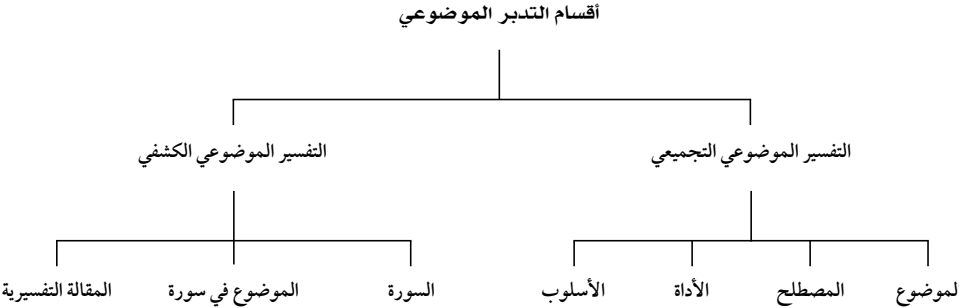 أقسام التدبر الموضوعي
التفسير الموضوعي التجميعي التفسير الموضوعي الكشفي
لموضوع المصطلح الأداة الأسلوب السورة الموضوع في سورة المقالة التفسيرية